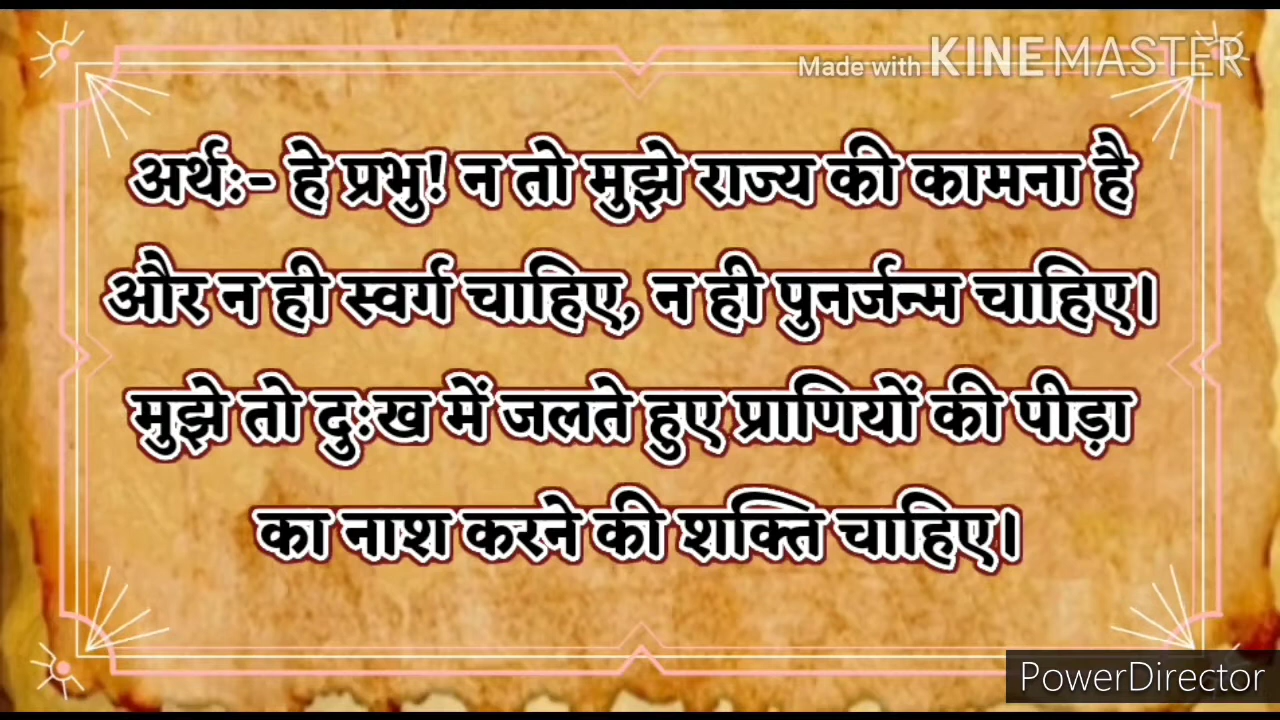 Made with KINEMASTER
अर्थः- हे प्रभु! न तो मुझे राज्य की कामना है
और न ही स्वर्ग चाहिए, न ही पुनर्जन्म चाहिए।
मुझे तो दुःख में जलते हुए प्राणियों की पीड़ा
का नाश करने की शक्ति चाहिए।
PowerDirector